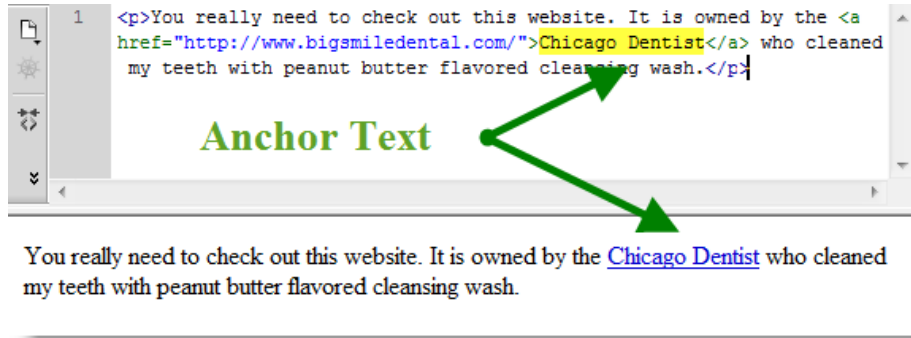 1 <p>You really need to check out this website. It is owned by the <a
href="http://www.bigsmiledental.com/">Chicago Dentist</a> who cleaned
my teeth with peanut butter flavored cleansing wash.</p>
Anchor Text
You really need to check out this website. It is owned by the Chicago Dentist who cleaned
my teeth with peanut butter flavored cleansing wash.